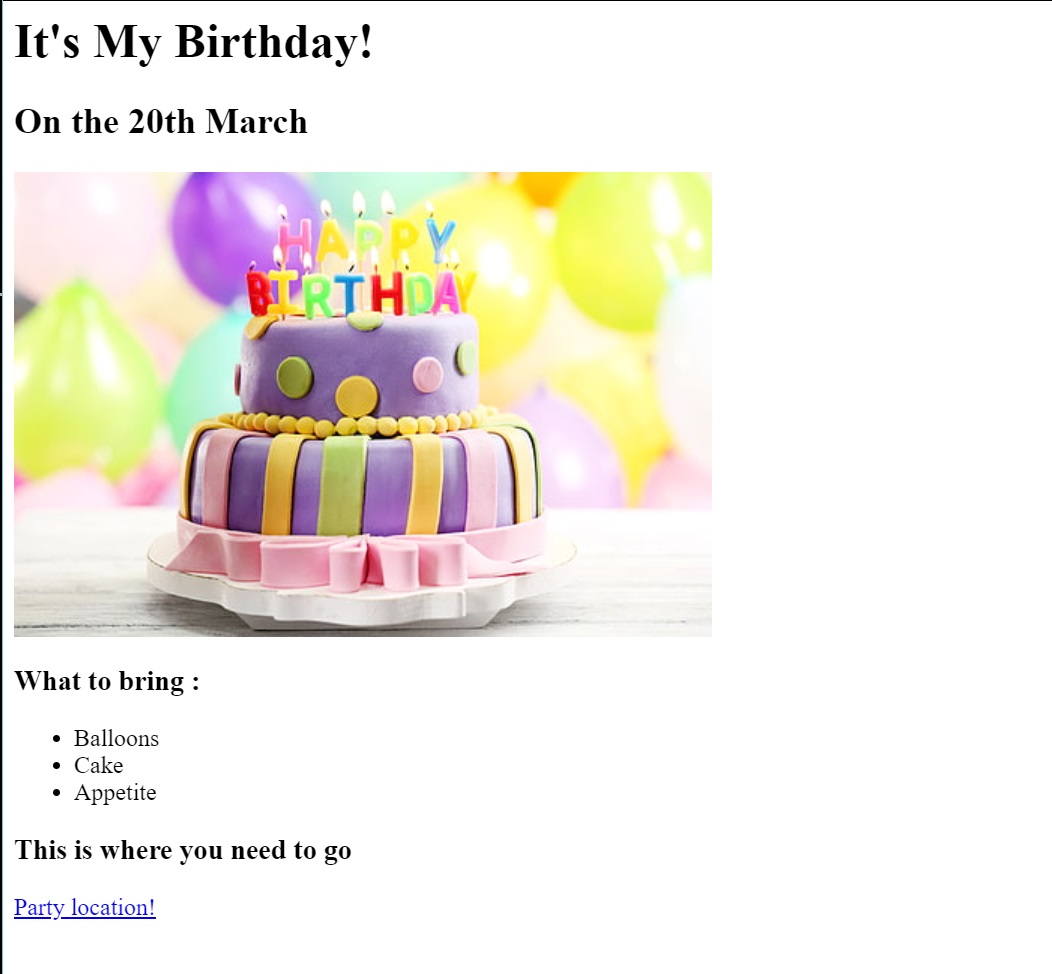 It's My Birthday!
On the 20th March
HAPPY
BIRTHDAY
What to bring :
Balloons
Cake
Appetite
This is where you need to go
Party location!